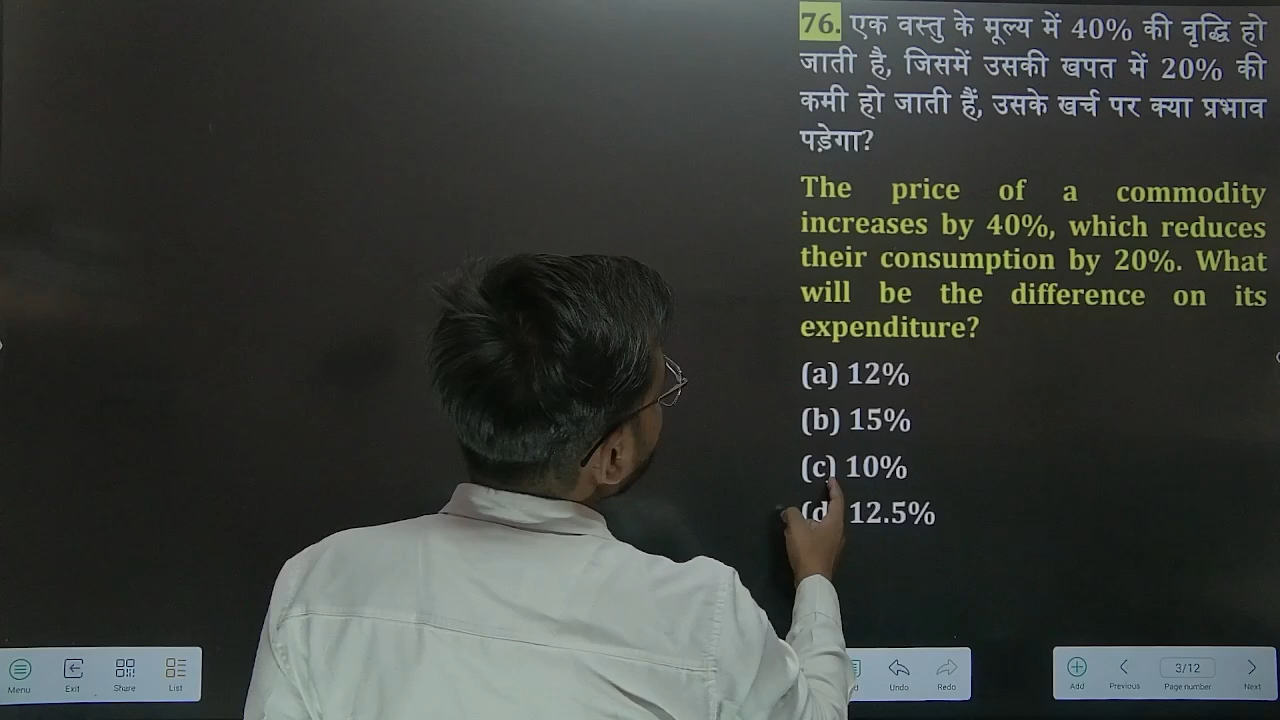 76. एक वस्तु के मूल्य में 40% की वृद्धि हो
जाती है, जिसमें उसकी खपत में 20% की
कमी हो जाती हैं, उसके खर्च पर क्या प्रभाव
पड़ेगा?
The price of a commodity
increases by 40%, which reduces
their consumption by 20%. What
will be the difference on its
expenditure?
(a) 12%
(b) 15%
(c) 10%
(d 12.5%
Menu Exit Share List d Undo Redo Add Previous 3/12 Page number Next